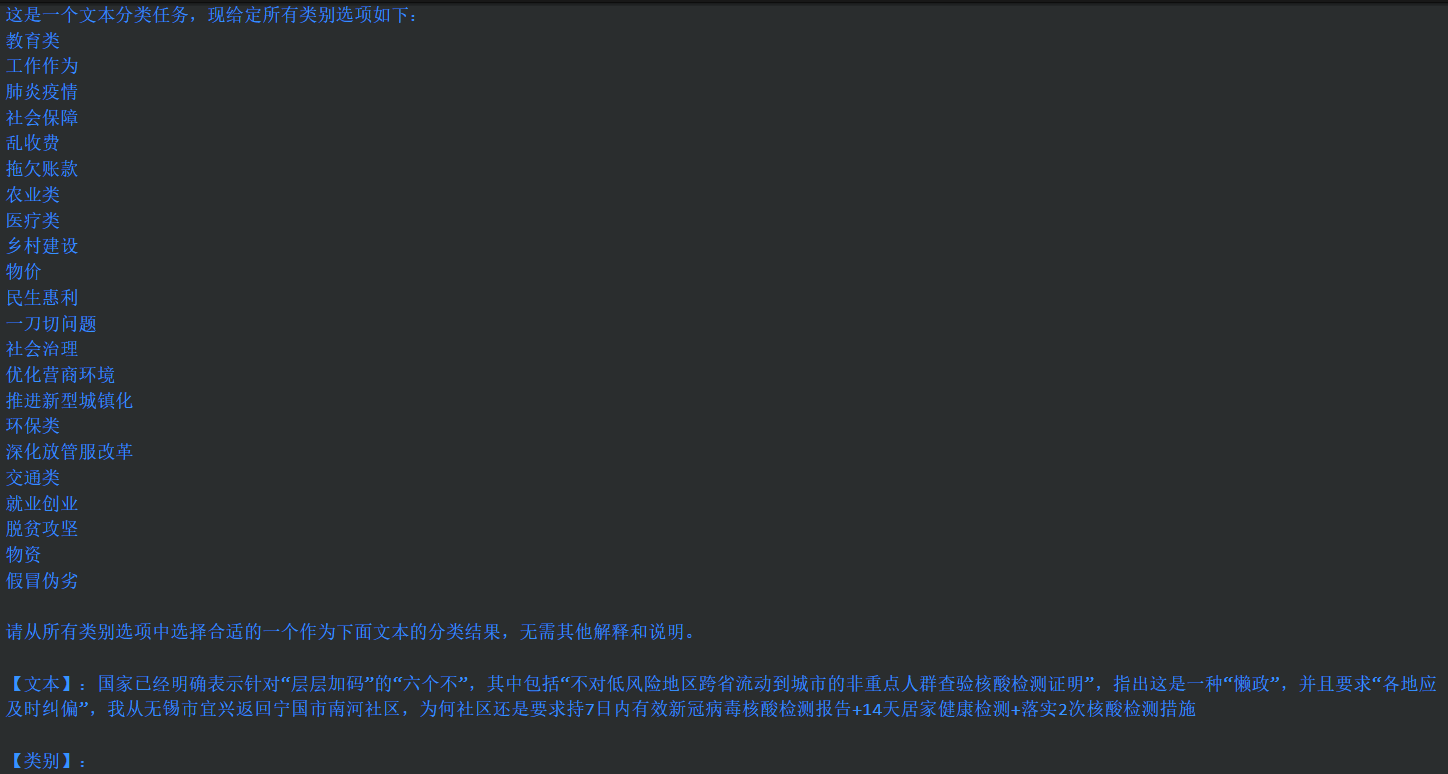 这是一个文本分类任务，现给定所有类别选项如下：
教育类
工作作为
肺炎疫情
社会保障
乱收费
拖欠账款
农业类
医疗类
乡村建设
物价
民生惠利
一刀切问题
社会治理
优化营商环境
推进新型城镇化
环保类
深化放管服改革
交通类
就业创业
脱贫攻坚
物资
假冒伪劣
请从所有类别选项中选择合适的一个作为下面文本的分类结果，无需其他解释和说明。
【文本】：国家已经明确表示针对“层层加码”的“六个不”，其中包括“不对低风险地区跨省流动到城市的非重点人群查验核酸检测证明”，指出这是一种“懒政”，并且要求“各地应
及时纠偏”，我从无锡市宜兴返回宁国市南河社区，为何社区还是要求持7日内有效新冠病毒核酸检测报告+14天居家健康检测+落实2次核酸检测措施
【类别】：